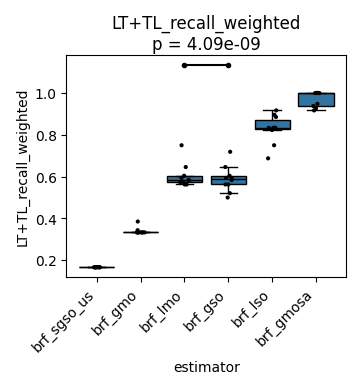 LT+TL_recall_weighted
p = 4.09e-09
LT+TL_recall_weighted
1.0
0.8
0.6
0.4
0.2
brf_sgso_us
brf_gmo
brf_lmo
brf_gso
brf_lso
brf_gmosa
estimator